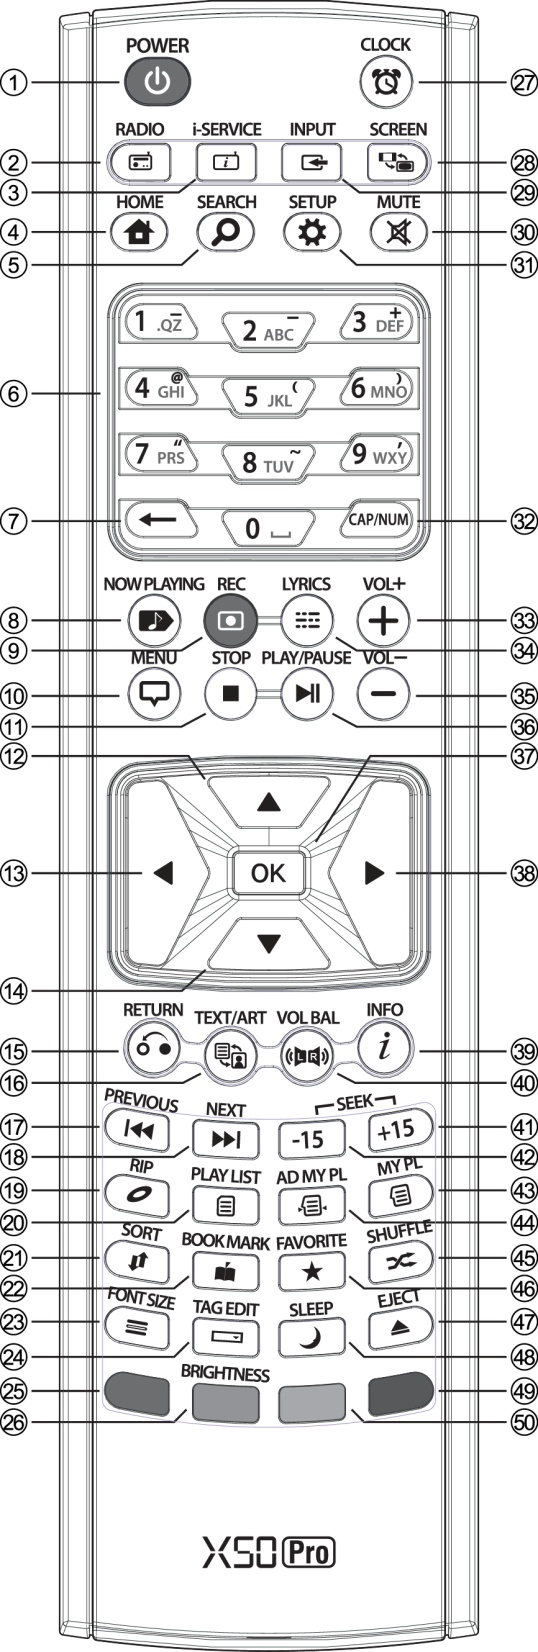 POWER CLOCK
1 27
RADIO i-SERVICE INPUT SCREEN
2 28
3 29
HOME SEARCH SETUP MUTE
4 30
5 31
1 .QZ – 2 ABC – 3 DEF +
6 4 GHI @ 5 JKL ( 6 MNO )
7 PRS “ 8 TUV ~ 9 WXY ′
7 0 CAP/NUM 32
NOW PLAYING REC LYRICS VOL+
8 33
9 34
MENU STOP PLAY/PAUSE VOL–
10 35
11 36
12 37
13 OK 38
14
RETURN TEXT/ART VOL BAL INFO
15 L R i 39
16 40
PREVIOUS NEXT SEEK
17 -15 +15 41
18 42
RIP PLAY LIST AD MY PL MY PL
19 43
20 44
SORT BOOKMARK FAVORITE SHUFFLE
21 45
22 46
FONT SIZE TAG EDIT SLEEP EJECT
23 47
24 48
BRIGHTNESS
25 49
26 50
X50 Pro